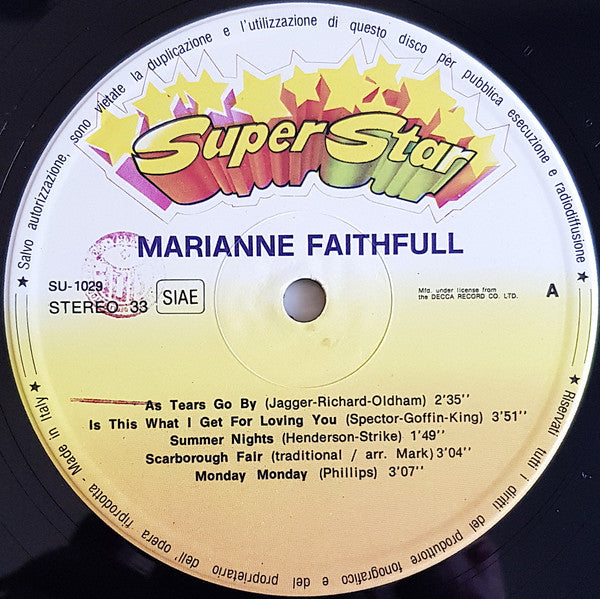 ★ Salvo autorizzazione, sono vietate la duplicazione e l'utilizzazione di questo disco per pubblica esecuzione e radiodiffusione ★
Super Star
MARIANNE FAITHFULL
SU-1029
STEREO 33
SIAE
Mfg. under license from
the DECCA RECORD CO. LTD.
A
As Tears Go By (Jagger-Richard-Oldham) 2'35''
Is This What I Get For Loving You (Spector-Goffin-King) 3'51''
Summer Nights (Henderson-Strike) 1'49''
Scarborough Fair (traditional / arr. Mark) 3'04''
Monday Monday (Phillips) 3'07''
★ Riservati tutti i diritti del produttore fonografico e del proprietario dell'opera riprodotta - Made in Italy ★